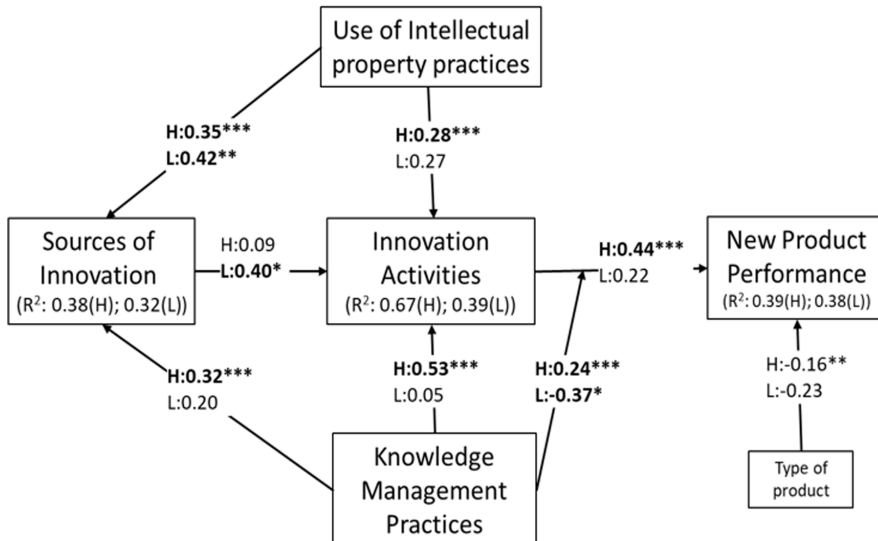 Use of Intellectual
property practices
H:0.35***
L:0.42**
H:0.28***
L:0.27
Sources of
Innovation
(R²: 0.38(H); 0.32(L))
H:0.09
L:0.40*
Innovation
Activities
(R²: 0.67(H); 0.39(L))
H:0.44***
L:0.22
New Product
Performance
(R²: 0.39(H); 0.38(L))
H:0.32***
L:0.20
H:0.53***
L:0.05
H:0.24***
L:-0.37*
H:-0.16**
L:-0.23
Knowledge
Management
Practices
Type of
product